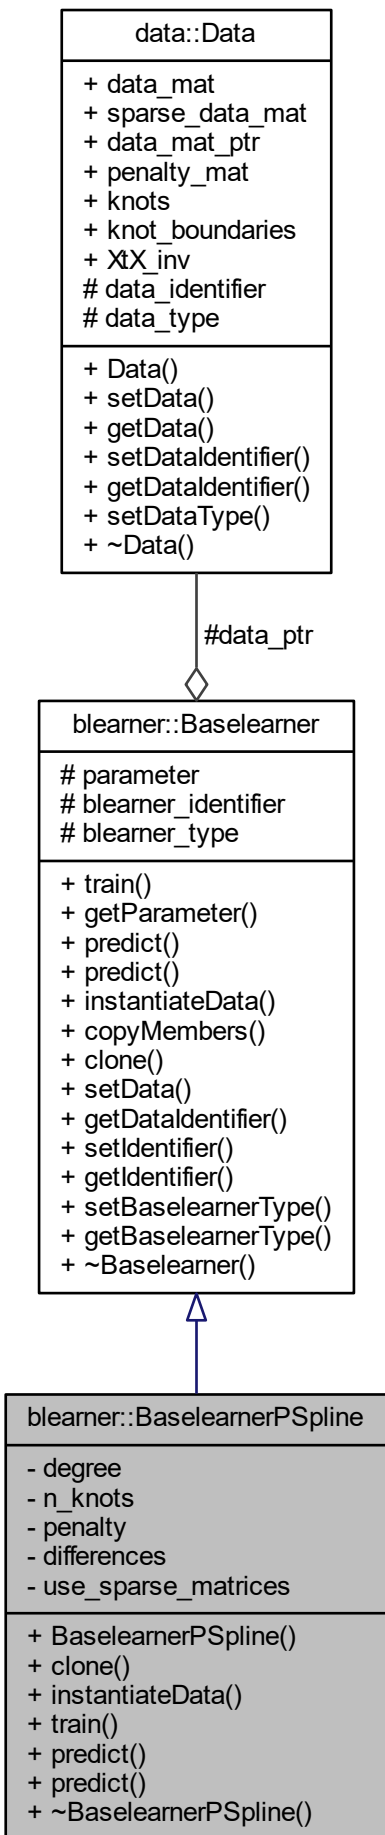 data::Data
+ data_mat
+ sparse_data_mat
+ data_mat_ptr
+ penalty_mat
+ knots
+ knot_boundaries
+ XtX_inv
# data_identifier
# data_type
+ Data()
+ setData()
+ getData()
+ setDataIdentifier()
+ getDataIdentifier()
+ setDataType()
+ ~Data()
#data_ptr
blearner::Baselearner
# parameter
# blearner_identifier
# blearner_type
+ train()
+ getParameter()
+ predict()
+ predict()
+ instantiateData()
+ copyMembers()
+ clone()
+ setData()
+ getDataIdentifier()
+ setIdentifier()
+ getIdentifier()
+ setBaselearnerType()
+ getBaselearnerType()
+ ~Baselearner()
blearner::BaselearnerPSpline
- degree
- n_knots
- penalty
- differences
- use_sparse_matrices
+ BaselearnerPSpline()
+ clone()
+ instantiateData()
+ train()
+ predict()
+ predict()
+ ~BaselearnerPSpline()